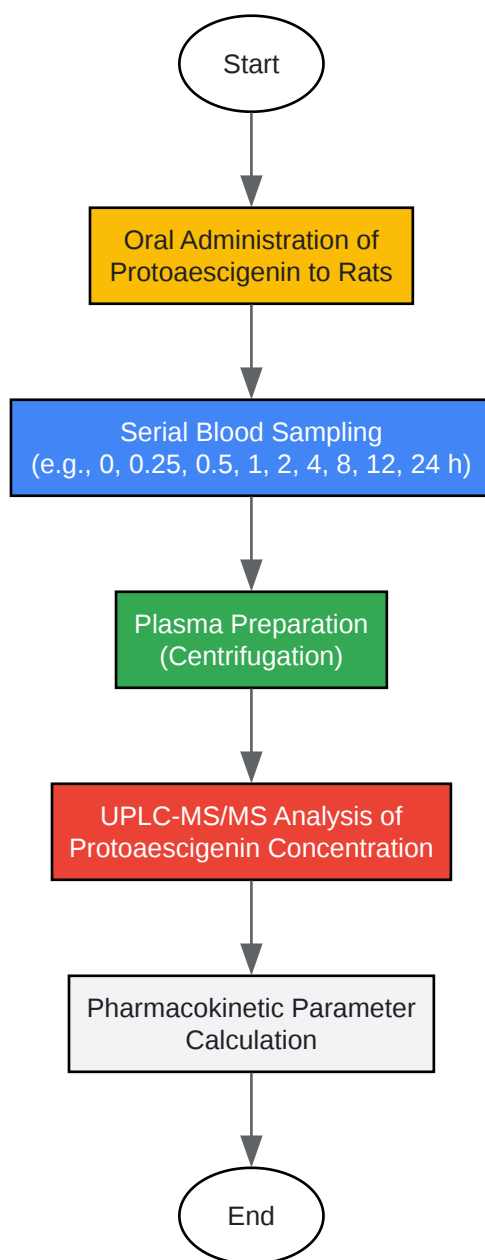 Start
Oral Administration of
Protoaescigenin to Rats
Serial Blood Sampling
(e.g., 0, 0.25, 0.5, 1, 2, 4, 8, 12, 24 h)
Plasma Preparation
(Centrifugation)
UPLC-MS/MS Analysis of
Protoaescigenin Concentration
Pharmacokinetic Parameter
Calculation
End